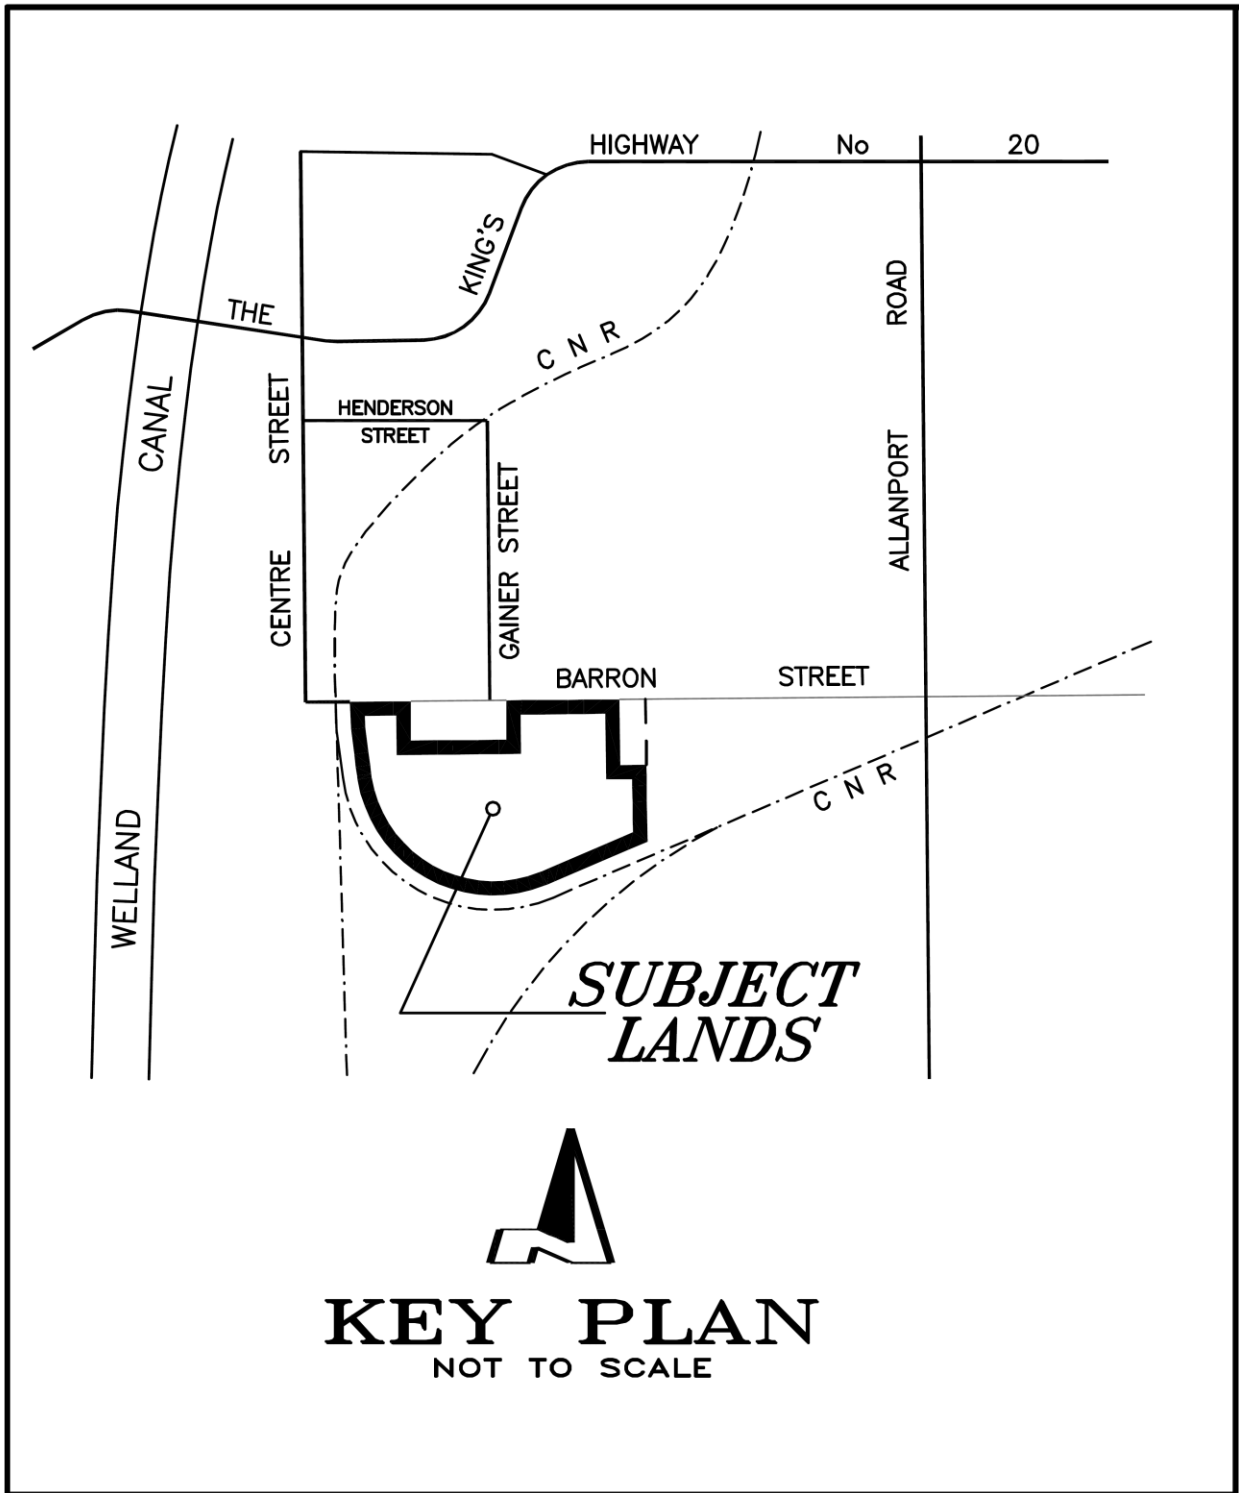 HIGHWAY No 20
KING'S
THE
ROAD
C N R
CANAL
STREET
HENDERSON
STREET
ALLANPORT
GAINER STREET
CENTRE
BARRON STREET
C N R
WELLAND
SUBJECT
LANDS
KEY PLAN
NOT TO SCALE